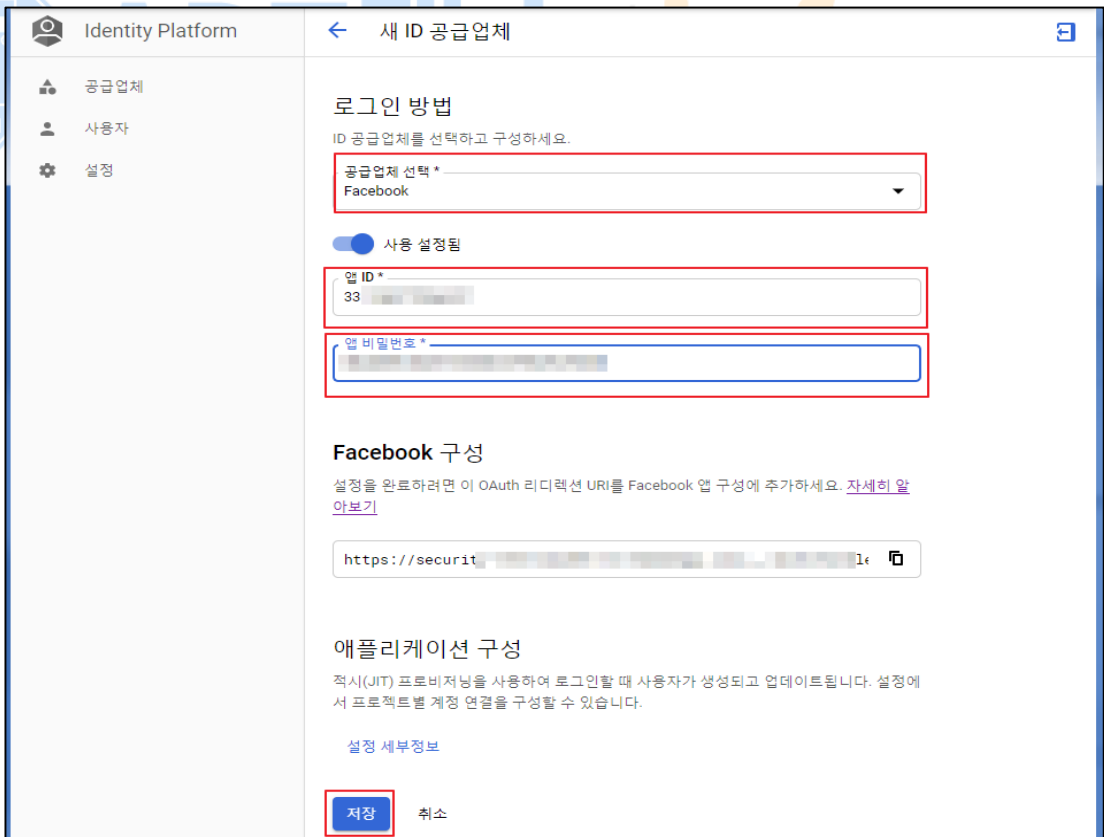 Identity Platform
새 ID 공급업체
공급업체
사용자
설정
로그인 방법
ID 공급업체를 선택하고 구성하세요.
공급업체 선택 *
Facebook
사용 설정됨
앱 ID *
33
앱 비밀번호 *
Facebook 구성
설정을 완료하려면 이 OAuth 리디렉션 URI를 Facebook 앱 구성에 추가하세요. 자세히 알
아보기
https://securit
애플리케이션 구성
적시(JIT) 프로비저닝을 사용하여 로그인할 때 사용자가 생성되고 업데이트됩니다. 설정에
서 프로젝트별 계정 연결을 구성할 수 있습니다.
설정 세부정보
저장 취소